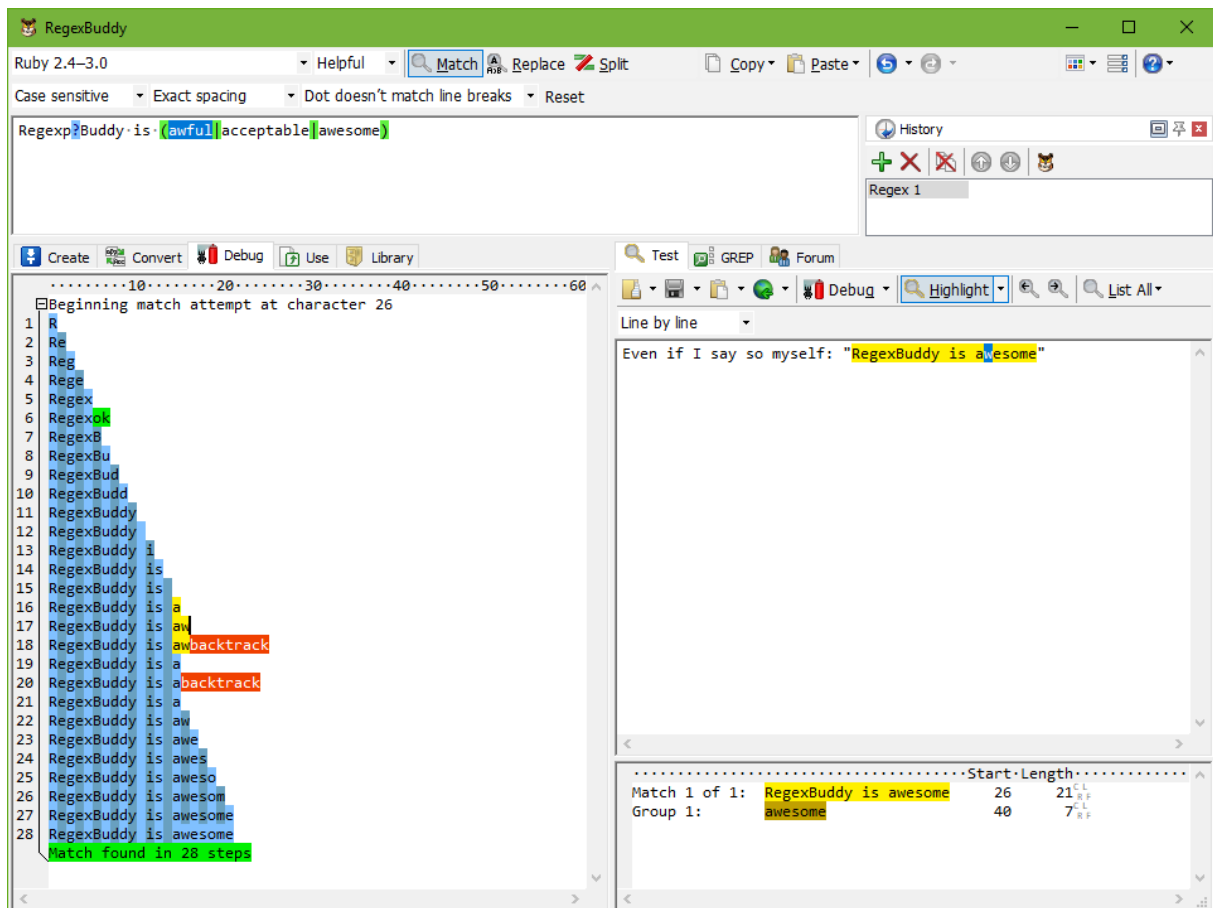 RegexBuddy
Ruby 2.4–3.0 Helpful Match Replace Split Copy Paste
Case sensitive Exact spacing Dot doesn't match line breaks Reset
Regexp?Buddy·is·(awful|acceptable|awesome)
History
Regex 1
Create Convert Debug Use Library
·········10········20········30········40········50········60
Beginning match attempt at character 26
1 R
2 Re
3 Reg
4 Rege
5 Regex
6 Regexok
7 RegexB
8 RegexBu
9 RegexBud
10 RegexBudd
11 RegexBuddy
12 RegexBuddy
13 RegexBuddy i
14 RegexBuddy is
15 RegexBuddy is
16 RegexBuddy is a
17 RegexBuddy is aw
18 RegexBuddy is awbacktrack
19 RegexBuddy is a
20 RegexBuddy is abacktrack
21 RegexBuddy is a
22 RegexBuddy is aw
23 RegexBuddy is awe
24 RegexBuddy is awes
25 RegexBuddy is aweso
26 RegexBuddy is awesom
27 RegexBuddy is awesome
28 RegexBuddy is awesome
Match found in 28 steps
Test GREP Forum
Debug Highlight List All
Line by line
Even if I say so myself: "RegexBuddy is awesome"
Start·Length
Match 1 of 1: RegexBuddy is awesome 26 21 C L R F
Group 1: awesome 40 7 C L R F